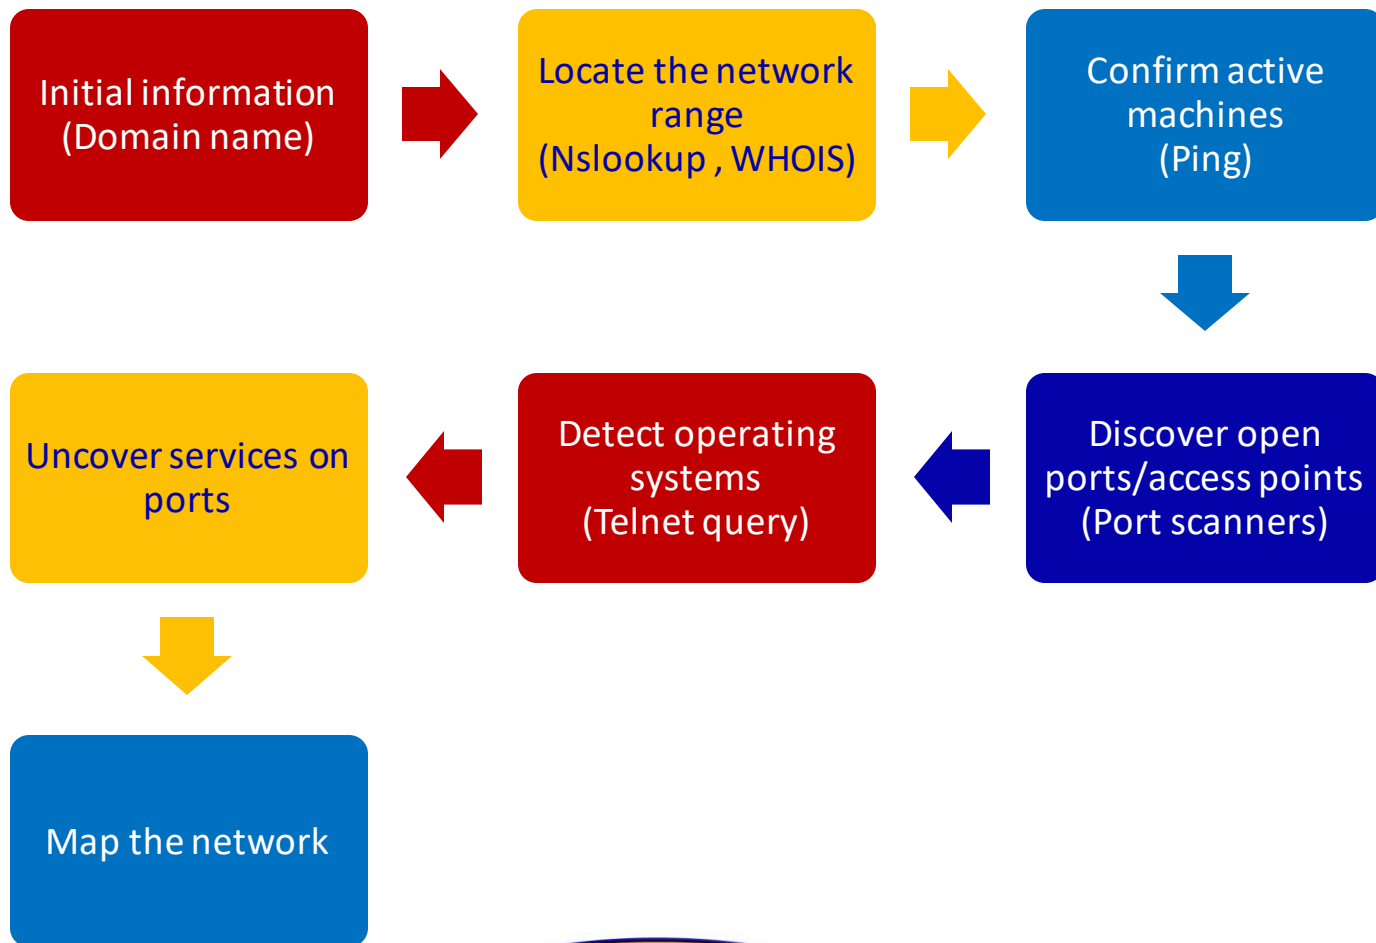 Initial information
(Domain name)
Locate the network
range
(Nslookup , WHOIS)
Confirm active
machines
(Ping)
Discover open
ports/access points
(Port scanners)
Detect operating
systems
(Telnet query)
Uncover services on
ports
Map the network